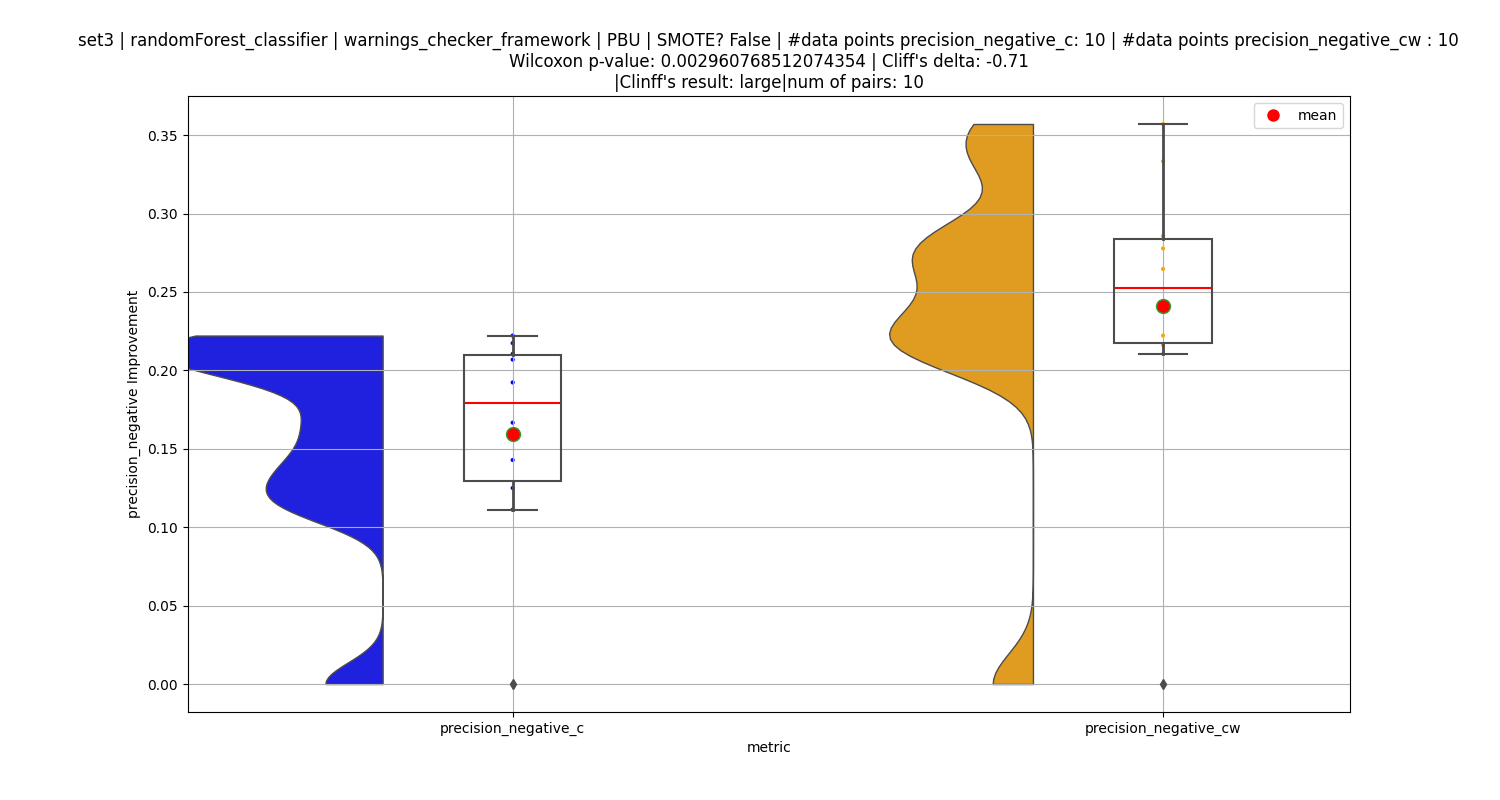 set3 | randomForest_classifier | warnings_checker_framework | PBU | SMOTE? False | #data points precision_negative_c: 10 | #data points precision_negative_cw : 10
Wilcoxon p-value: 0.002960768512074354 | Cliff's delta: -0.71
|Clinff's result: large|num of pairs: 10
mean
0.35
0.30
0.25
0.20
0.15
0.10
0.05
0.00
precision_negative Improvement
precision_negative_c
precision_negative_cw
metric